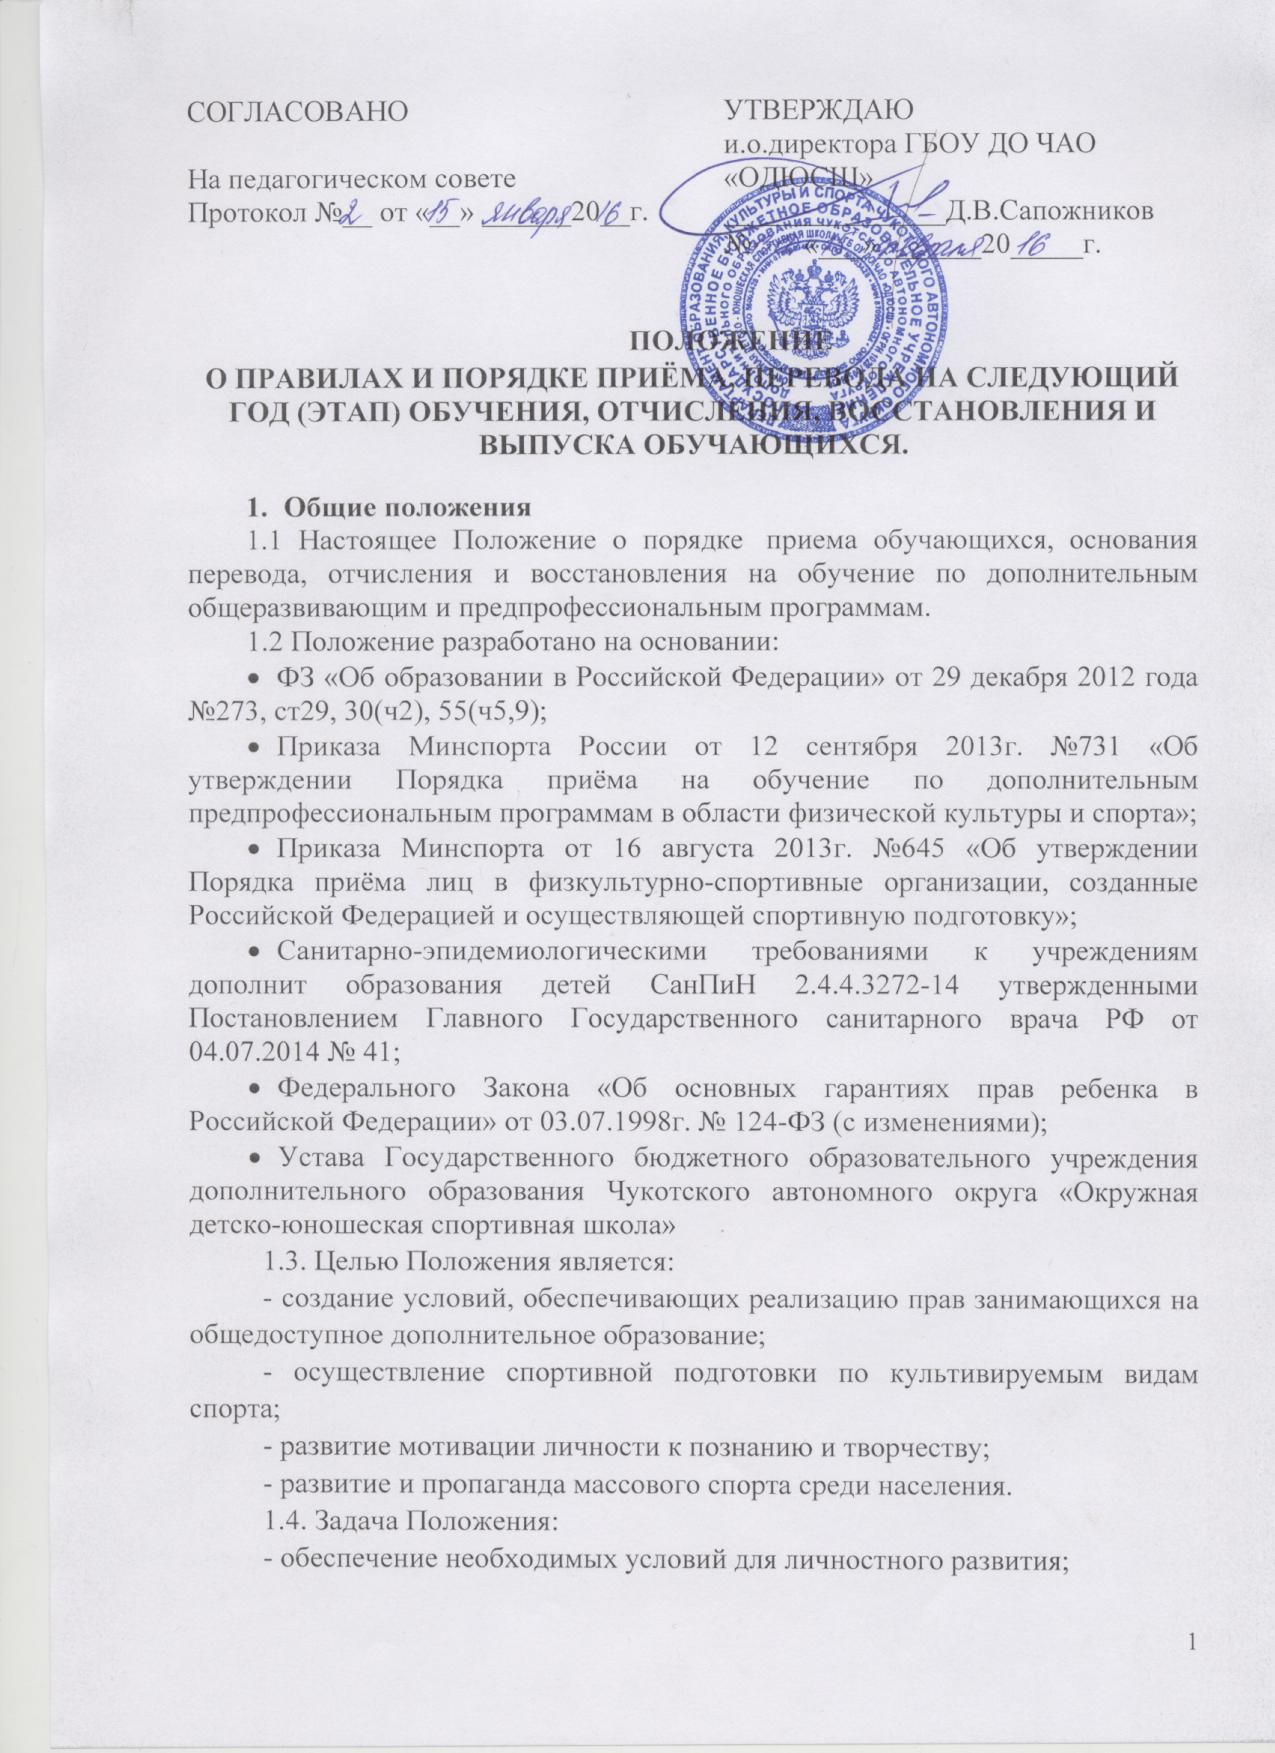 СОГЛАСОВАНО
На педагогическом совете
Протокол №2 от «15» января 2016 г.
УТВЕРЖДАЮ
и.о.директора ГБОУ ДО ЧАО
«ОДЮСШ»
Д.В.Сапожников
2016 г.
ПОЛОЖЕНИЕ
О ПРАВИЛАХ И ПОРЯДКЕ ПРИЁМА, ПЕРЕВОДА НА СЛЕДУЮЩИЙ
ГОД (ЭТАП) ОБУЧЕНИЯ, ОТЧИСЛЕНИЯ, ВОССТАНОВЛЕНИЯ И
ВЫПУСКА ОБУЧАЮЩИХСЯ.
1. Общие положения
1.1 Настоящее Положение о порядке приема обучающихся, основания
перевода, отчисления и восстановления на обучение по дополнительным
общеразвивающим и предпрофессиональным программам.
1.2 Положение разработано на основании:
• ФЗ «Об образовании в Российской Федерации» от 29 декабря 2012 года
№273, ст29, 30(ч2), 55(ч5,9);
• Приказа Минспорта России от 12 сентября 2013г. №731 «Об
утверждении Порядка приёма на обучение по дополнительным
предпрофессиональным программам в области физической культуры и спорта»;
• Приказа Минспорта от 16 августа 2013г. №645 «Об утверждении
Порядка приёма лиц в физкультурно-спортивные организации, созданные
Российской Федерацией и осуществляющей спортивную подготовку»;
• Санитарно-эпидемиологическими требованиями к учреждениям
дополнит образования детей СанПиН 2.4.4.3272-14 утвержденными
Постановлением Главного Государственного санитарного врача РФ от
04.07.2014 № 41;
• Федерального Закона «Об основных гарантиях прав ребенка в
Российской Федерации» от 03.07.1998г. № 124-ФЗ (с изменениями);
• Устава Государственного бюджетного образовательного учреждения
дополнительного образования Чукотского автономного округа «Окружная
детско-юношеская спортивная школа»
1.3. Целью Положения является:
- создание условий, обеспечивающих реализацию прав занимающихся на
общедоступное дополнительное образование;
- осуществление спортивной подготовки по культивируемым видам
спорта;
- развитие мотивации личности к познанию и творчеству;
- развитие и пропаганда массового спорта среди населения.
1.4. Задача Положения:
- обеспечение необходимых условий для личностного развития;
1